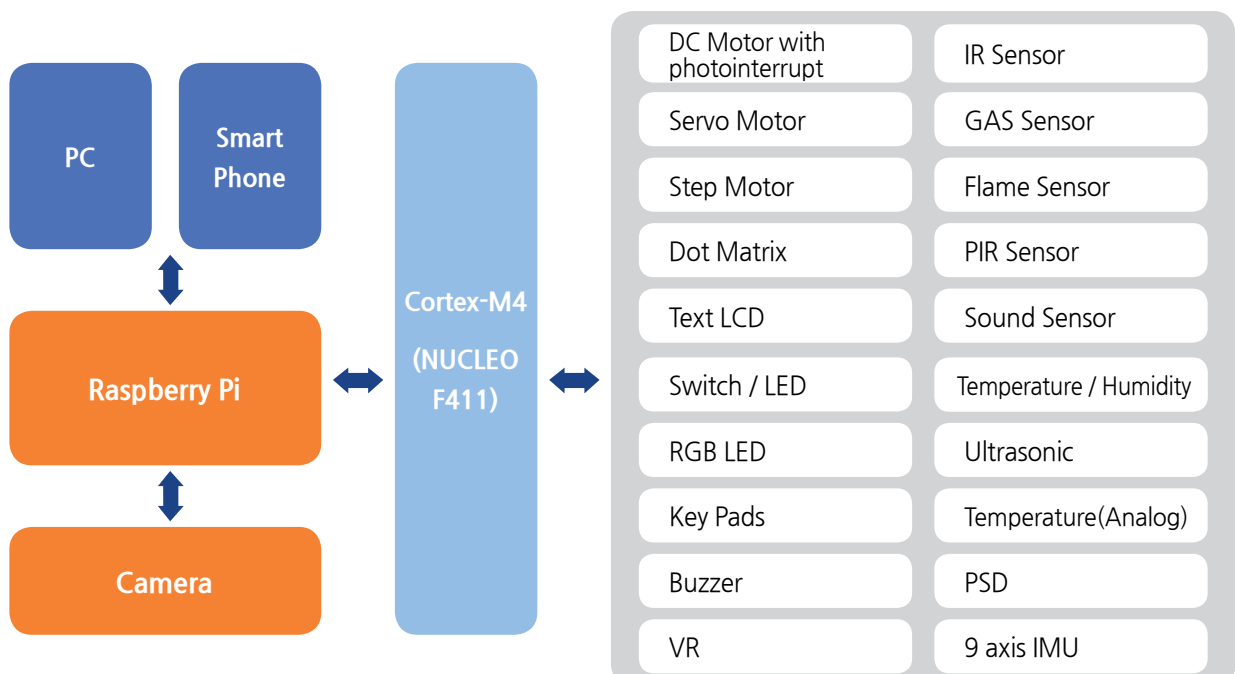 PC
Smart
Phone
Raspberry Pi
Camera
Cortex-M4
(NUCLEO
F411)
DC Motor with
photointerrupt
Servo Motor
Step Motor
Dot Matrix
Text LCD
Switch / LED
RGB LED
Key Pads
Buzzer
VR
IR Sensor
GAS Sensor
Flame Sensor
PIR Sensor
Sound Sensor
Temperature / Humidity
Ultrasonic
Temperature(Analog)
PSD
9 axis IMU